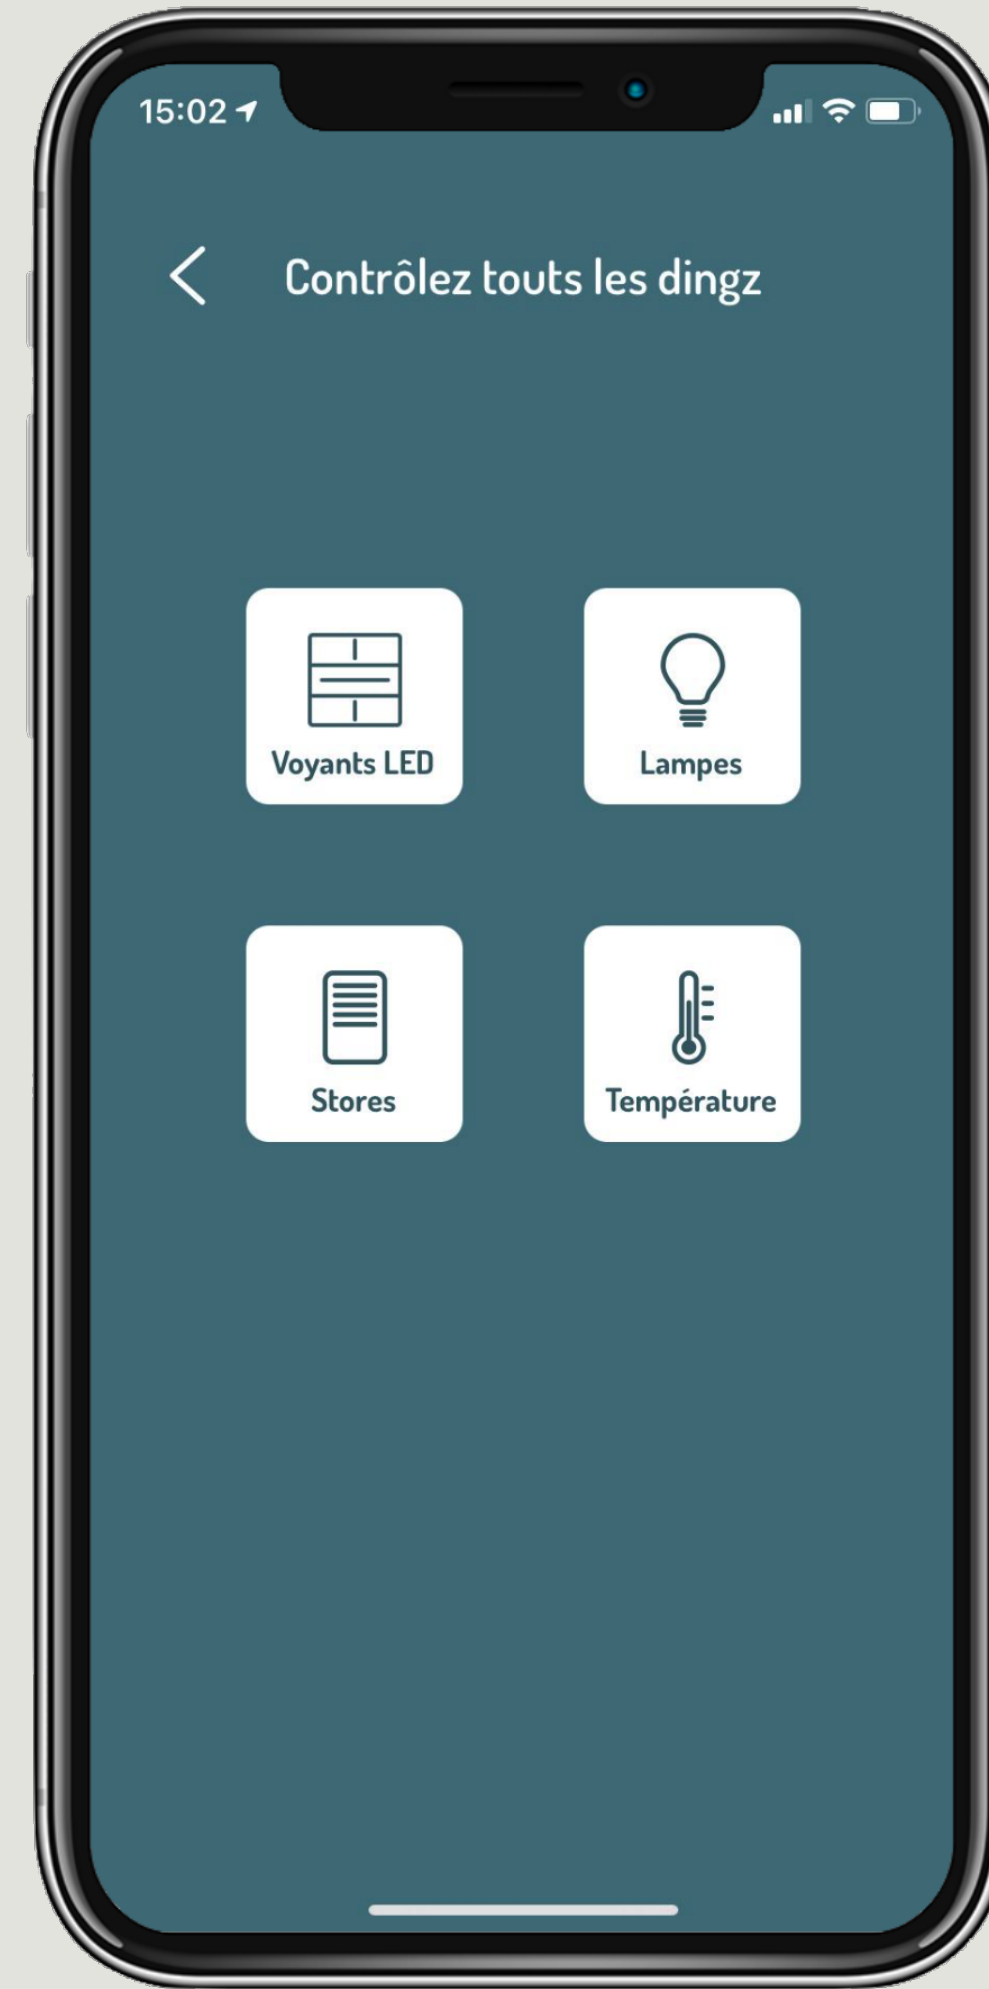 15:02
Contrôlez touts les dingz
Voyants LED
Lampes
Stores
Température